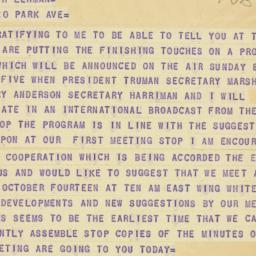 LEHMAN=
O PARK AVE=
RATIFYING TO ME TO BE ABLE TO TELL YOU AT T
ARE PUTTING THE FINISHING TOUCHES ON A PRO
WHICH WILL BE ANNOUNCED ON THE AIR SUNDAY E
FIVE WHEN PRESIDENT TRUMAN SECRETARY MARSH
RY ANDERSON SECRETARY HARRIMAN AND I WILL
ATE IN AN INTERNATIONAL BROADCAST FROM THE
OP THE PROGRAM IS IN LINE WITH THE SUGGEST
PON AT OUR FIRST MEETING STOP I AM ENCOUR
COOPERATION WHICH IS BEING ACCORDED THE E
US AND WOULD LIKE TO SUGGEST THAT WE MEET A
OCTOBER FOURTEEN AT TEN AM EAST WING WHITE
DEVELOPMENTS AND NEW SUGGESTIONS BY OUR ME
S SEEMS TO BE THE EARLIEST TIME THAT WE CA
NTLY ASSEMBLE STOP COPIES OF THE MINUTES O
EETING ARE GOING TO YOU TODAY=